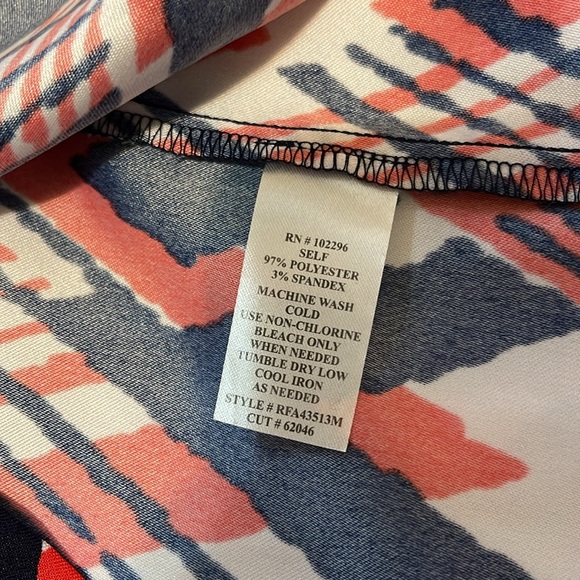 RN # 102296
SELF
97% POLYESTER
3% SPANDEX
MACHINE WASH
COLD
USE NON-CHLORINE
BLEACH ONLY
WHEN NEEDED
TUMBLE DRY LOW
COOL IRON
AS NEEDED
STYLE # RFA43513M
CUT # 62046